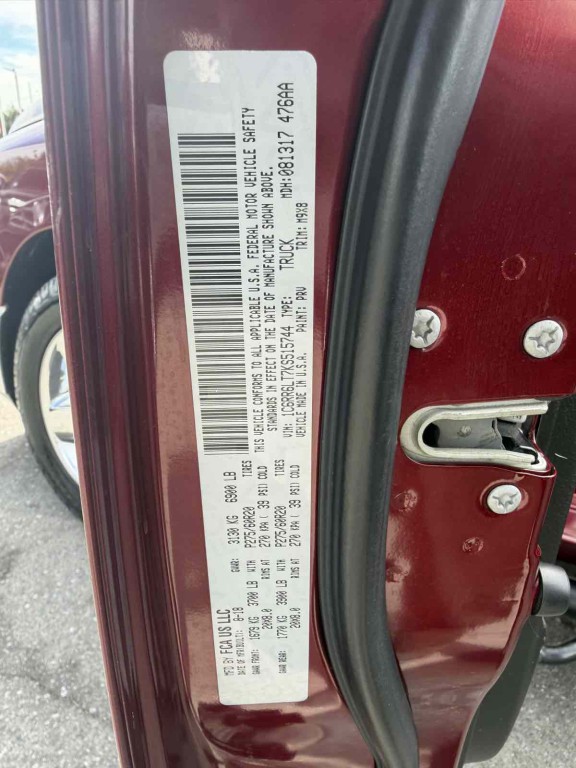 MFD BY FCA US LLC
DATE OF MFR(BUILT): 8-18 GVWR: 3130 KG 6900 LB
GAWR FRONT: 1679 KG 3700 LB WITH P275/60R20 TIRES
20X8.0 RIMS AT 270 KPA ( 39 PSI) COLD
GAWR REAR: 1770 KG 3900 LB WITH P275/60R20 TIRES
20X8.0 RIMS AT 270 KPA ( 39 PSI) COLD
THIS VEHICLE CONFORMS TO ALL APPLICABLE U.S.A. FEDERAL MOTOR VEHICLE SAFETY
STANDARDS IN EFFECT ON THE DATE OF MANUFACTURE SHOWN ABOVE.
VIN: 1C6RR6LT7KS515744 TYPE: TRUCK MDH: 081317 476AA
VEHICLE MADE IN U.S.A. PAINT: PRV TRIM: M9X8